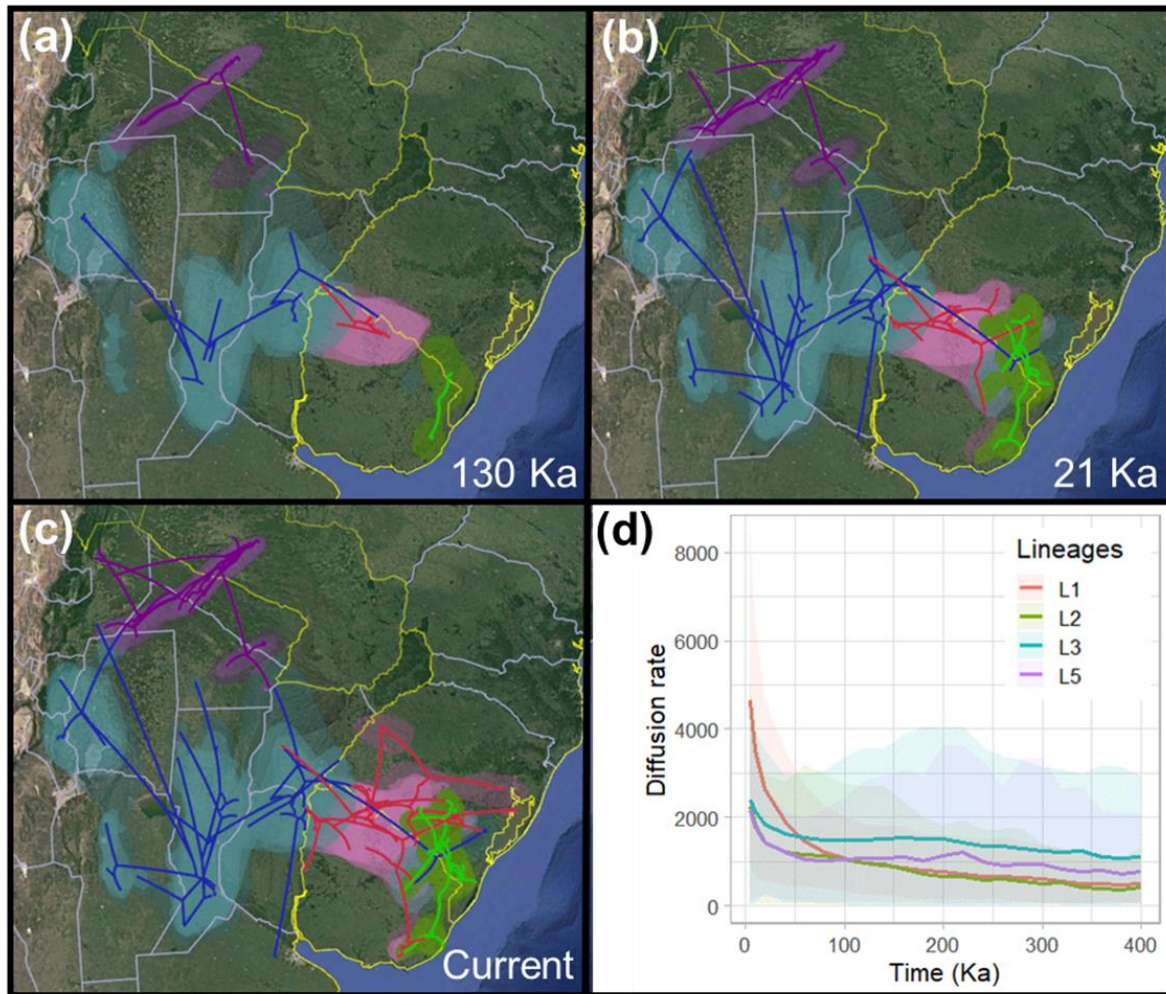 (a)
130 Ka
(b)
21 Ka
(c)
Current
(d)
Lineages
L1
L2
L3
L5
Diffusion rate
8000
6000
4000
2000
0
0 100 200 300 400
Time (Ka)